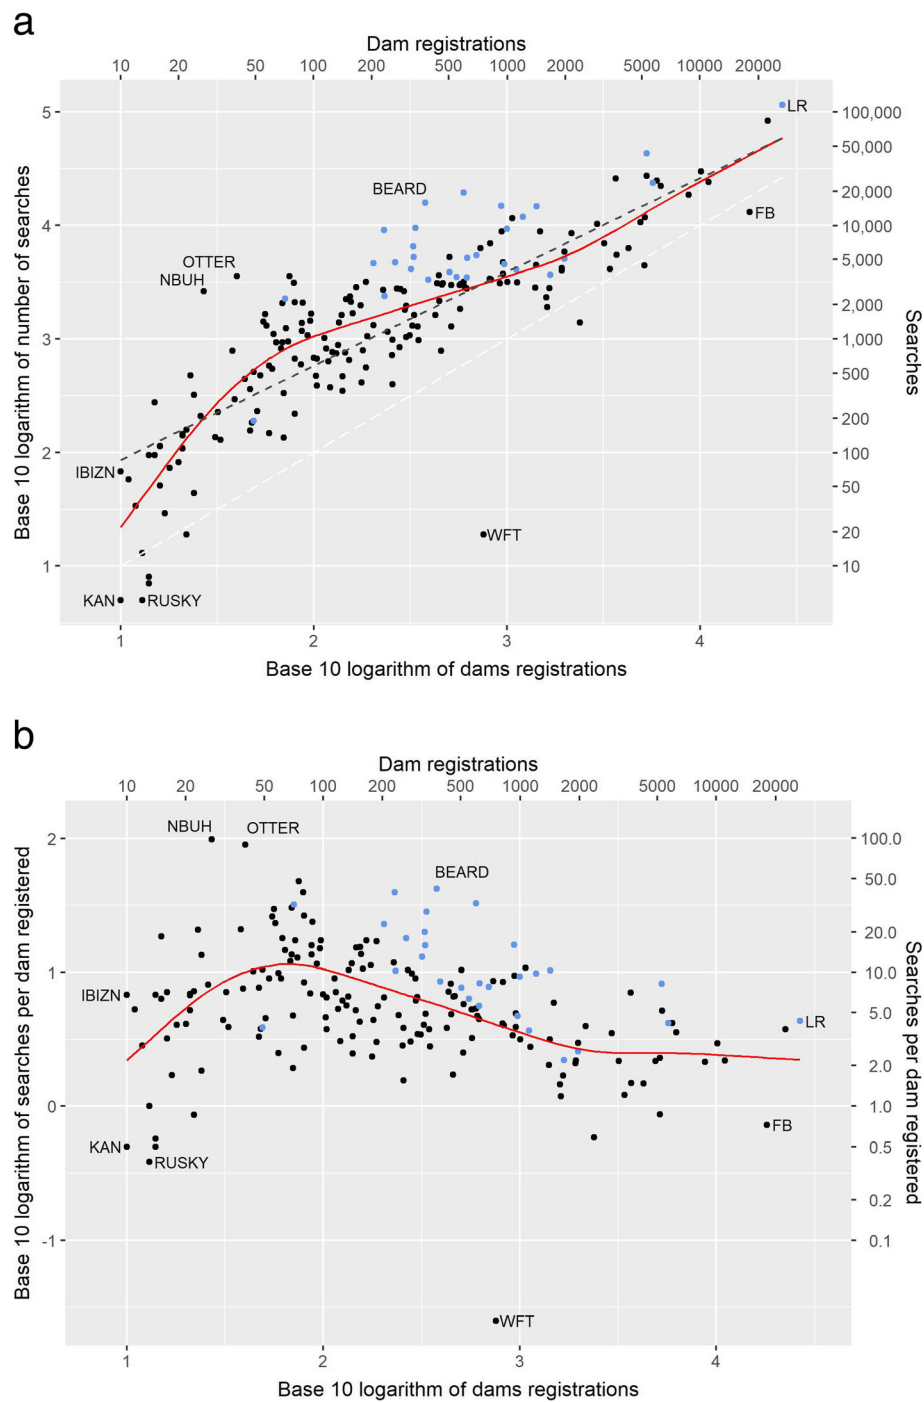 a
Dam registrations
10 20 50 100 200 500 1000 2000 5000 10000 20000
Base 10 logarithm of number of searches
5
4
3
2
1
100,000
50,000
20,000
10,000
5,000
2,000
1,000
500
200
100
50
20
10
Searches
LR
BEARD
FB
OTTER
NBUH
IBIZN
WFT
KAN
RUSKY
1 2 3 4
Base 10 logarithm of dams registrations
b
Dam registrations
10 20 50 100 200 500 1000 2000 5000 10000 20000
Base 10 logarithm of searches per dam registered
2
1
0
-1
100.0
50.0
20.0
10.0
5.0
2.0
1.0
0.5
0.2
0.1
Searches per dam registered
NBUH OTTER
BEARD
IBIZN
LR
FB
KAN
RUSKY
WFT
1 2 3 4
Base 10 logarithm of dams registrations